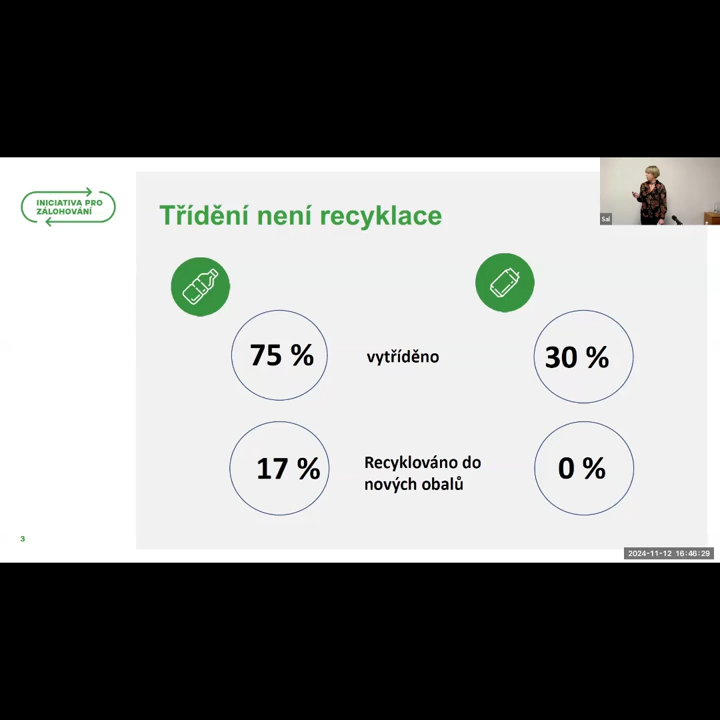 INICIATIVA PRO
ZÁLOHOVÁNÍ
Třídění není recyklace
Sál
75 %
vytříděno
30 %
17 %
Recyklováno do
nových obalů
0 %
3
2024-11-12 16:46:29